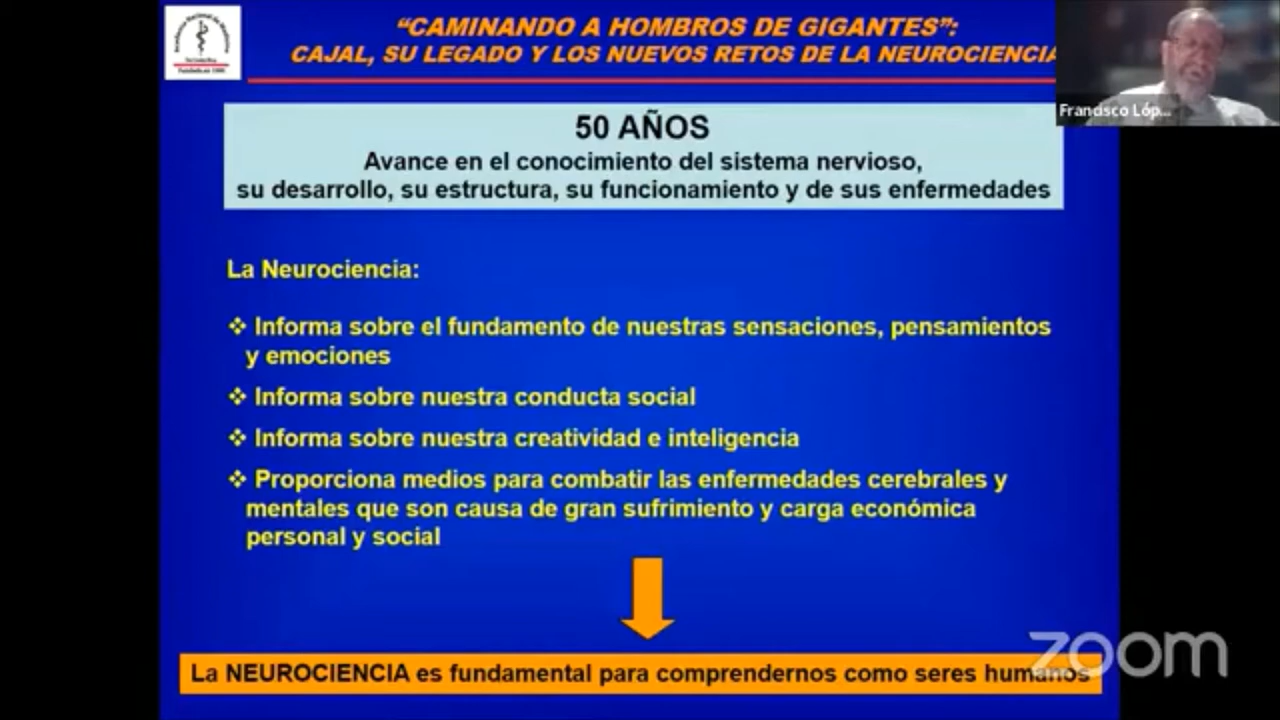 “CAMINANDO A HOMBROS DE GIGANTES”:
CAJAL, SU LEGADO Y LOS NUEVOS RETOS DE LA NEUROCIENCIA
Francisco Lóp...
50 AÑOS
Avance en el conocimiento del sistema nervioso,
su desarrollo, su estructura, su funcionamiento y de sus enfermedades
La Neurociencia:
❖ Informa sobre el fundamento de nuestras sensaciones, pensamientos
y emociones
❖ Informa sobre nuestra conducta social
❖ Informa sobre nuestra creatividad e inteligencia
❖ Proporciona medios para combatir las enfermedades cerebrales y
mentales que son causa de gran sufrimiento y carga económica
personal y social
La NEUROCIENCIA es fundamental para comprendernos como seres humanos
zoom